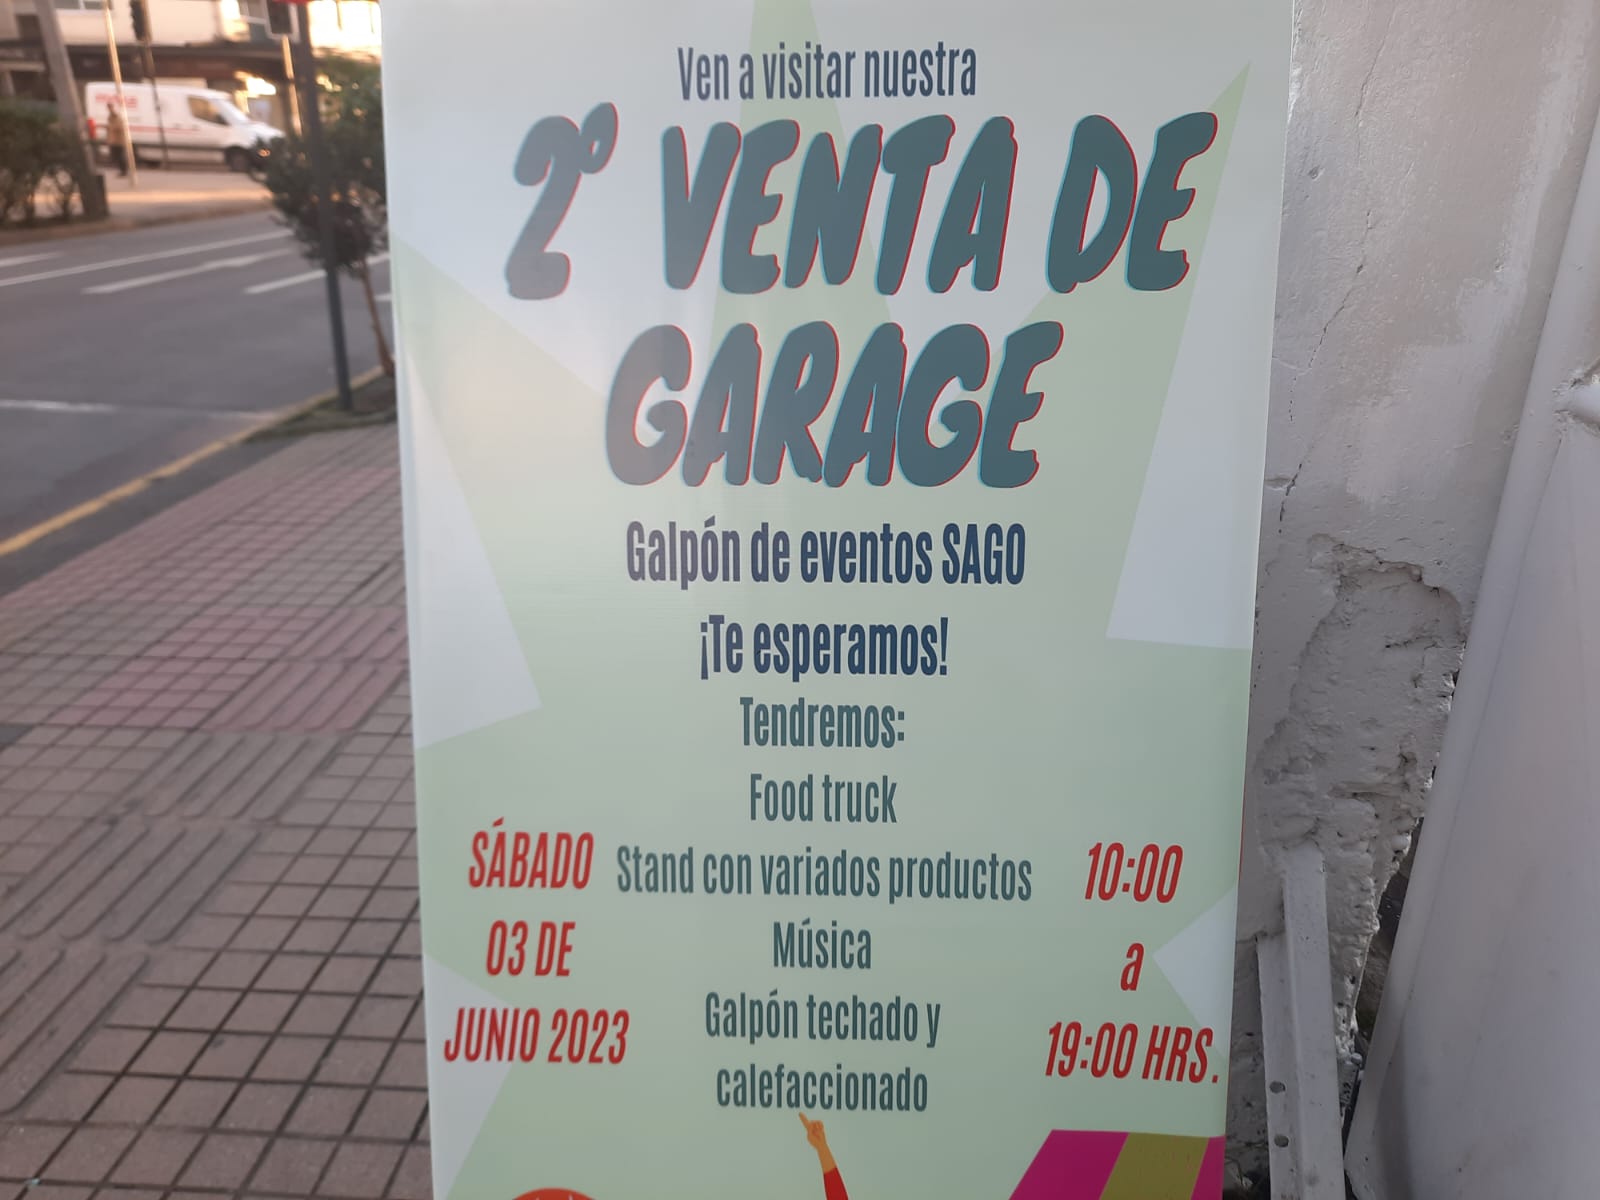 Ven a visitar nuestra
2º VENTA DE
GARAGE
Galpón de eventos SAGO
¡Te esperamos!
Tendremos:
Food truck
Stand con variados productos
Música
Galpón techado y
calefaccionado
SÁBADO
03 DE
JUNIO 2023
10:00
a
19:00 HRS.